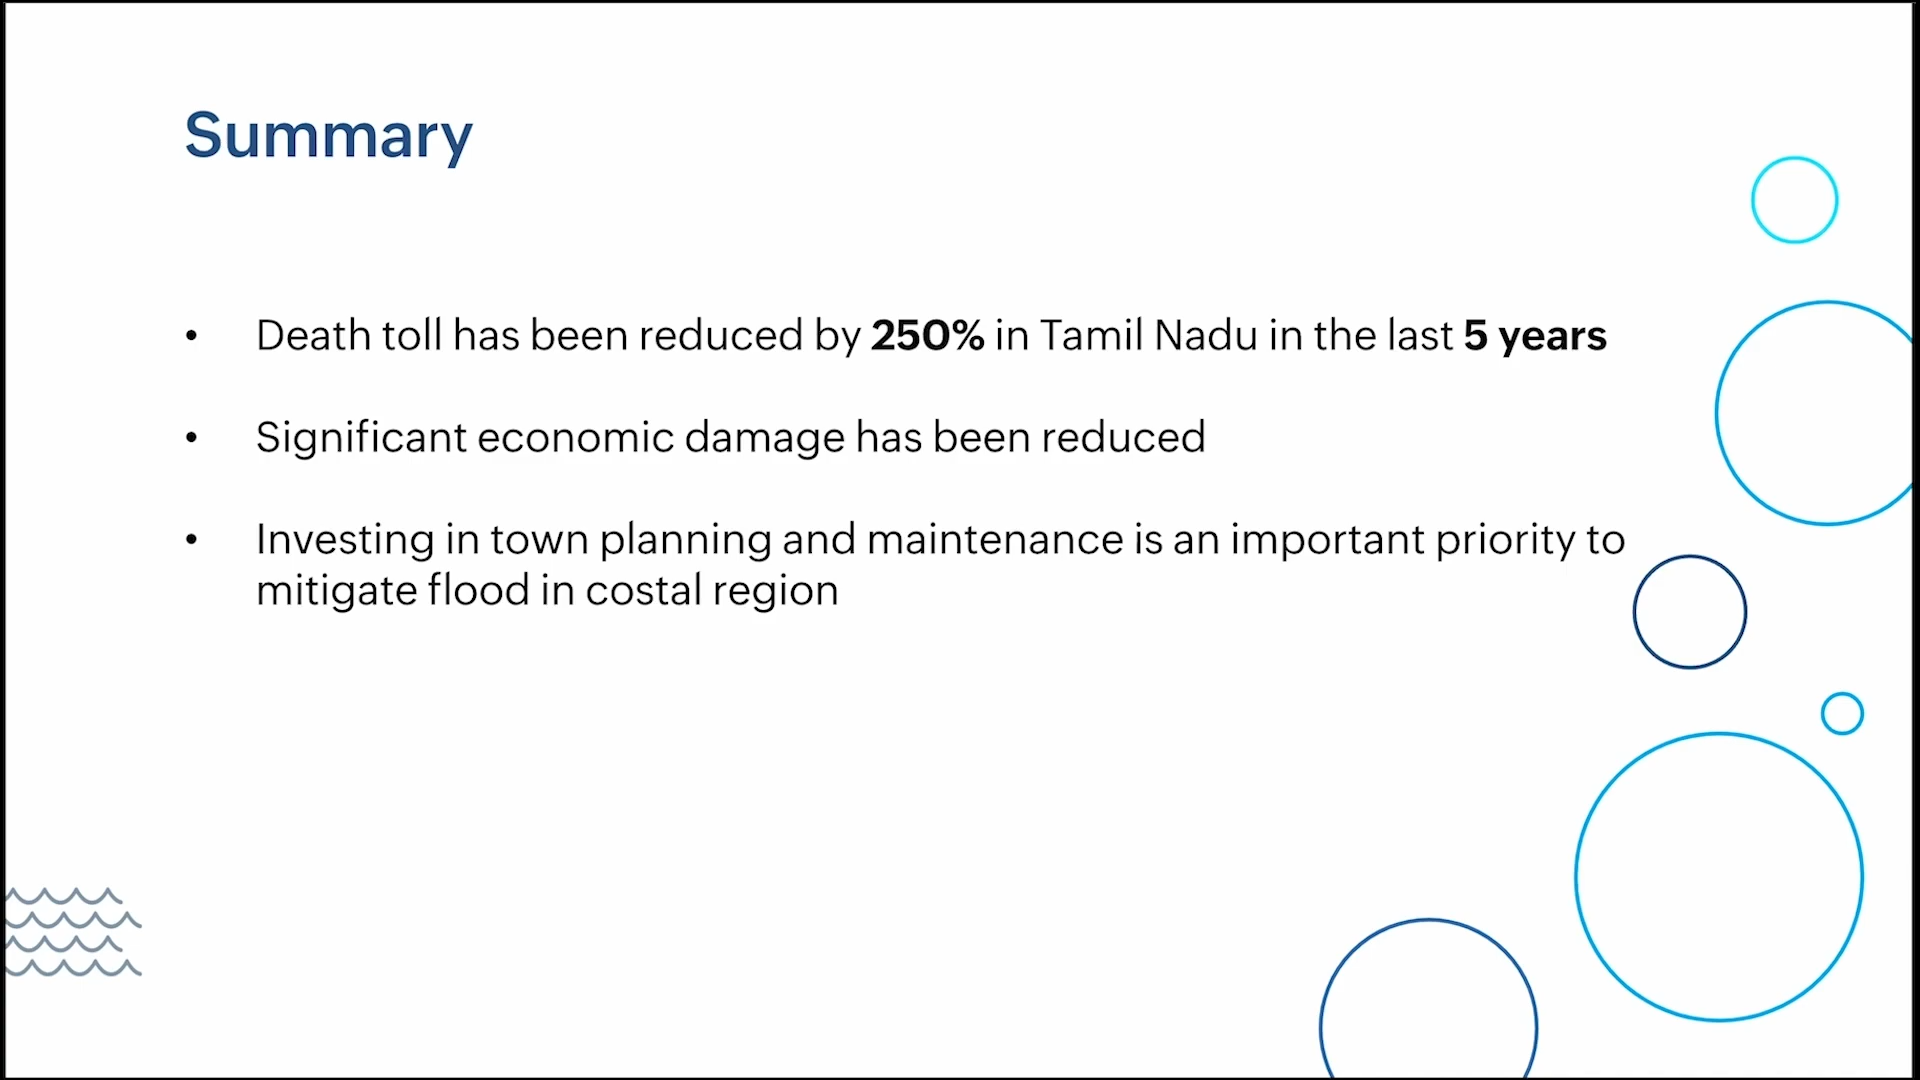 Summary
• Death toll has been reduced by 250% in Tamil Nadu in the last 5 years
• Significant economic damage has been reduced
• Investing in town planning and maintenance is an important priority to
mitigate flood in costal region